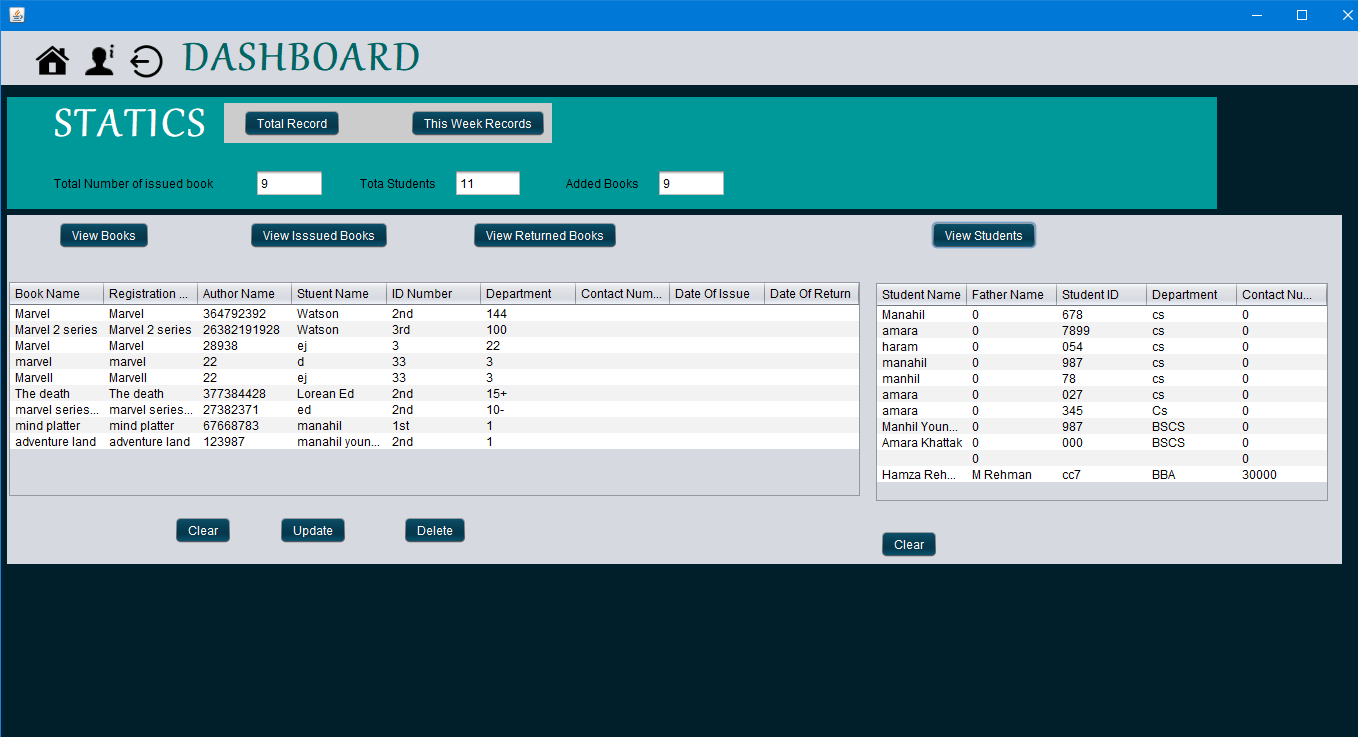 DASHBOARD
STATICS Total Record This Week Records
Total Number of issued book 9 Tota Students 11 Added Books 9
View Books View Isssued Books View Returned Books View Students
Book Name Registration ... Author Name Stuent Name ID Number Department Contact Num... Date Of Issue Date Of Return
Marvel Marvel 364792392 Watson 2nd 144
Marvel 2 series Marvel 2 series 26382191928 Watson 3rd 100
Marvel Marvel 28938 ej 3 22
marvel marvel 22 d 33 3
Marvell Marvell 22 ej 33 3
The death The death 377384428 Lorean Ed 2nd 15+
marvel series... marvel series... 27382371 ed 2nd 10-
mind platter mind platter 67668783 manahil 1st 1
adventure land adventure land 123987 manahil youn... 2nd 1
Clear Update Delete
Student Name Father Name Student ID Department Contact Nu...
Manahil 0 678 cs 0
amara 0 7899 cs 0
haram 0 054 cs 0
manahil 0 987 cs 0
manhil 0 78 cs 0
amara 0 027 cs 0
amara 0 345 Cs 0
Manhil Youn... 0 987 BSCS 0
Amara Khattak 0 000 BSCS 0
0 0
Hamza Reh... M Rehman cc7 BBA 30000
Clear